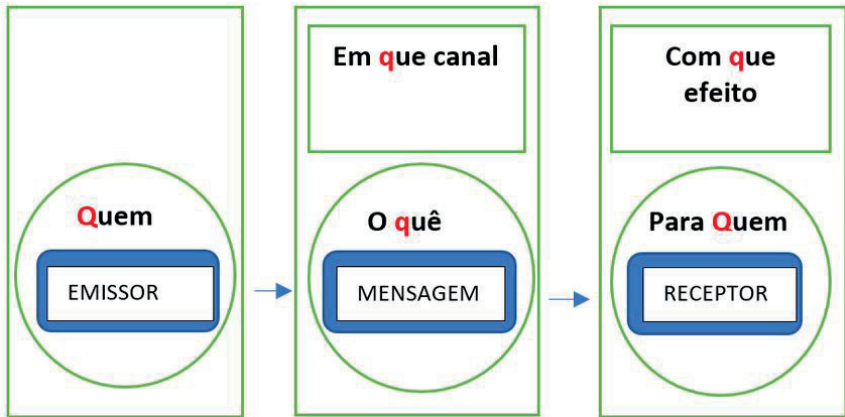 Quem
EMISSOR
Em que canal
O quê
MENSAGEM
Com que
efeito
Para Quem
RECEPTOR